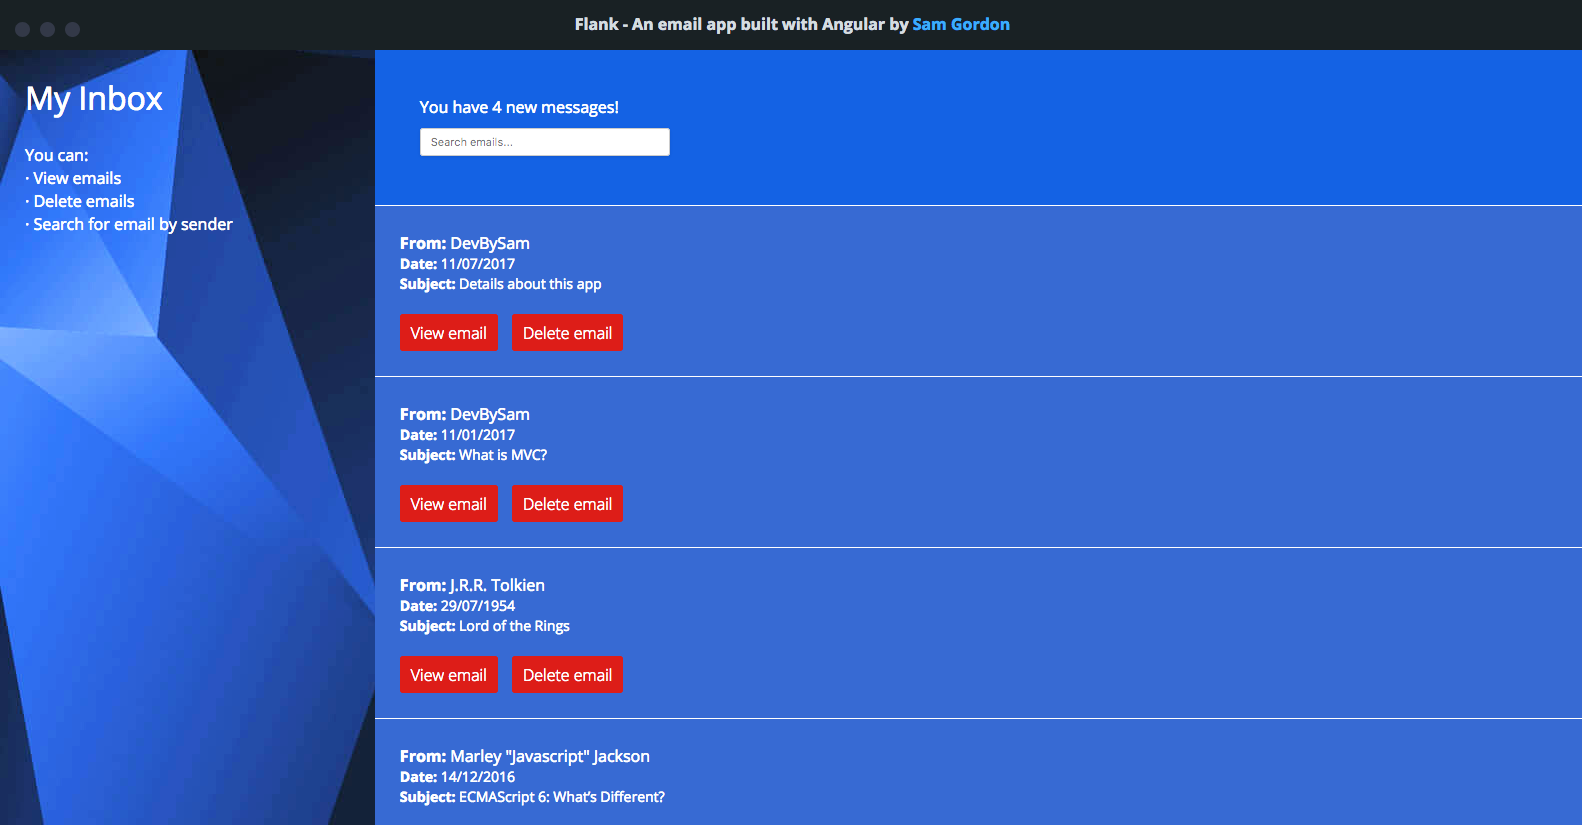 Flank - An email app built with Angular by Sam Gordon
My Inbox
You can:
· View emails
· Delete emails
· Search for email by sender
You have 4 new messages!
Search emails...
From: DevBySam
Date: 11/07/2017
Subject: Details about this app
View email Delete email
From: DevBySam
Date: 11/01/2017
Subject: What is MVC?
View email Delete email
From: J.R.R. Tolkien
Date: 29/07/1954
Subject: Lord of the Rings
View email Delete email
From: Marley "Javascript" Jackson
Date: 14/12/2016
Subject: ECMAScript 6: What's Different?